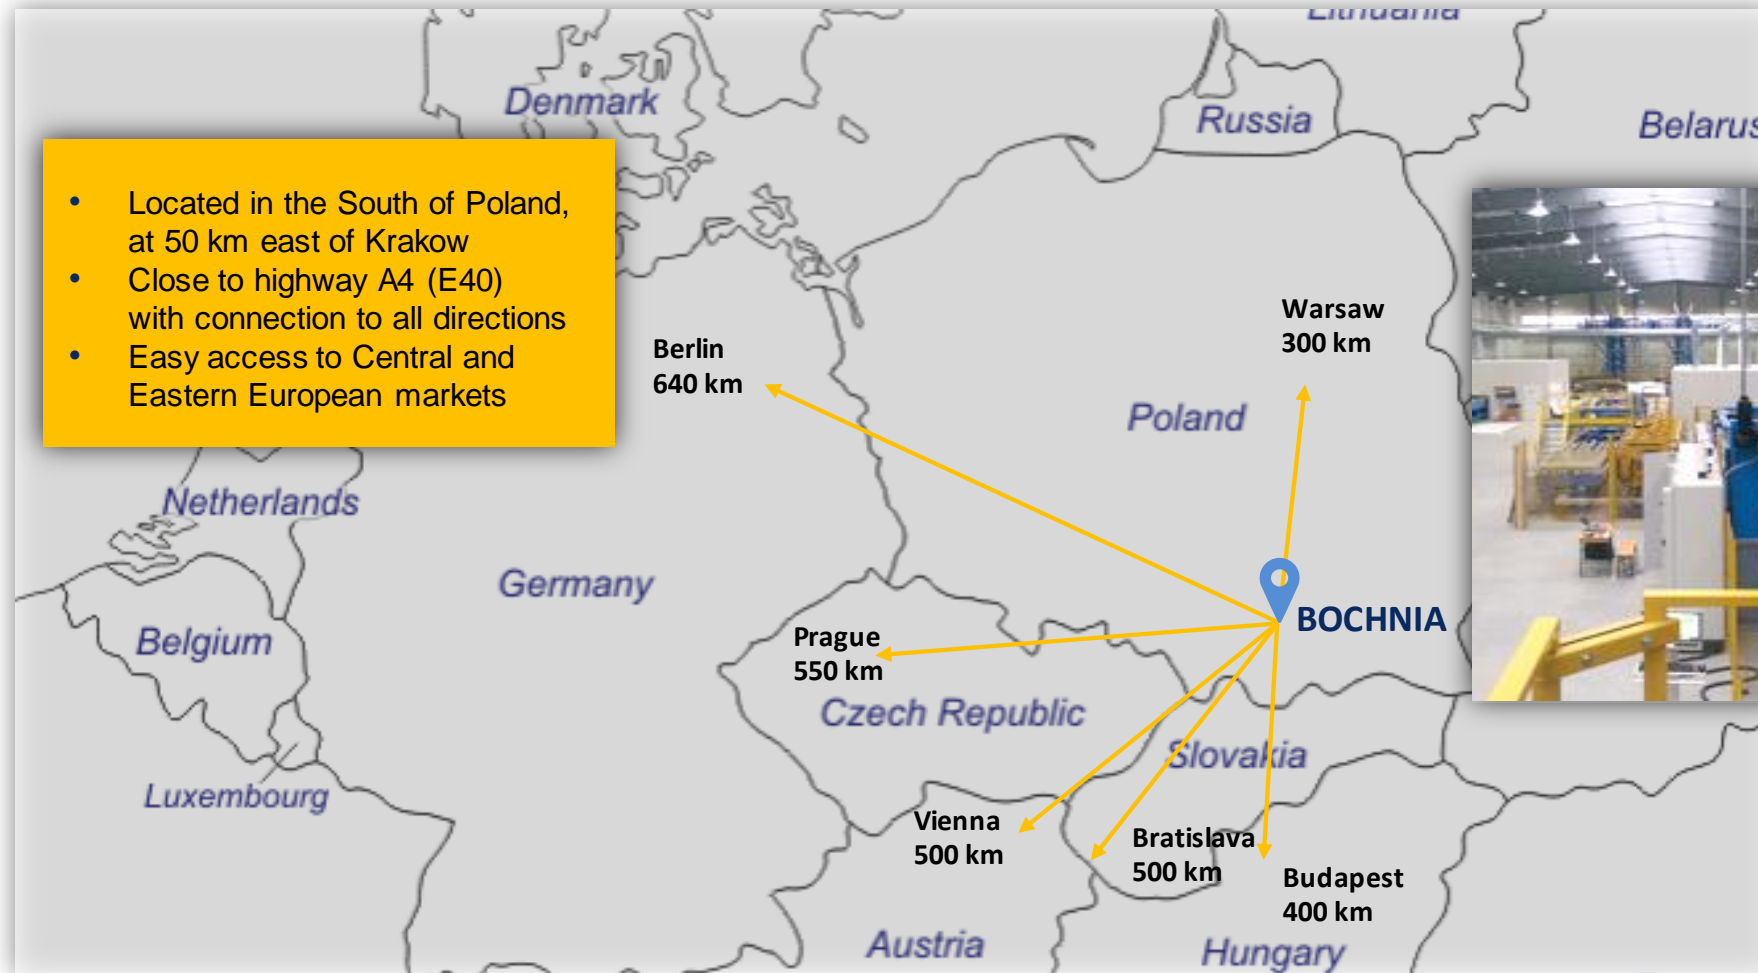 Lithuania
Denmark
Russia
Belarus
• Located in the South of Poland,
at 50 km east of Krakow
• Close to highway A4 (E40)
with connection to all directions
• Easy access to Central and
Eastern European markets
Warsaw
300 km
Berlin
640 km
Poland
Netherlands
Germany
BOCHNIA
Belgium
Prague
550 km
Czech Republic
Slovakia
Luxembourg
Vienna
500 km
Bratislava
500 km
Budapest
400 km
Austria
Hungary